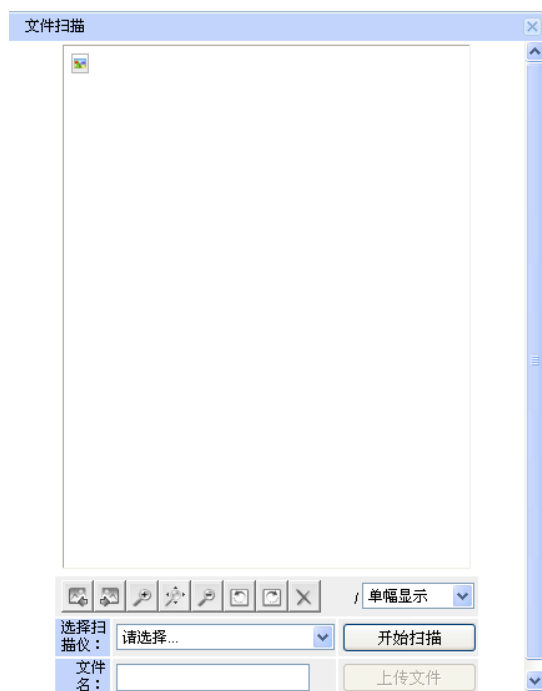 文件扫描
/ 单幅显示
选择扫
描仪：
请选择...
开始扫描
文件
名：
上传文件